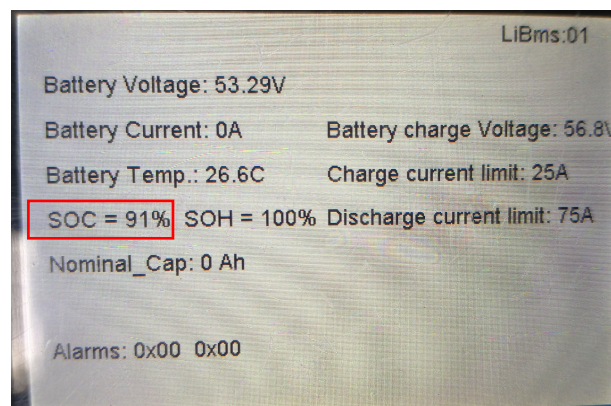 LiBms:01
Battery Voltage: 53.29V
Battery Current: 0A Battery charge Voltage: 56.8V
Battery Temp.: 26.6C Charge current limit: 25A
SOC = 91% SOH = 100% Discharge current limit: 75A
Nominal_Cap: 0 Ah
Alarms: 0x00 0x00